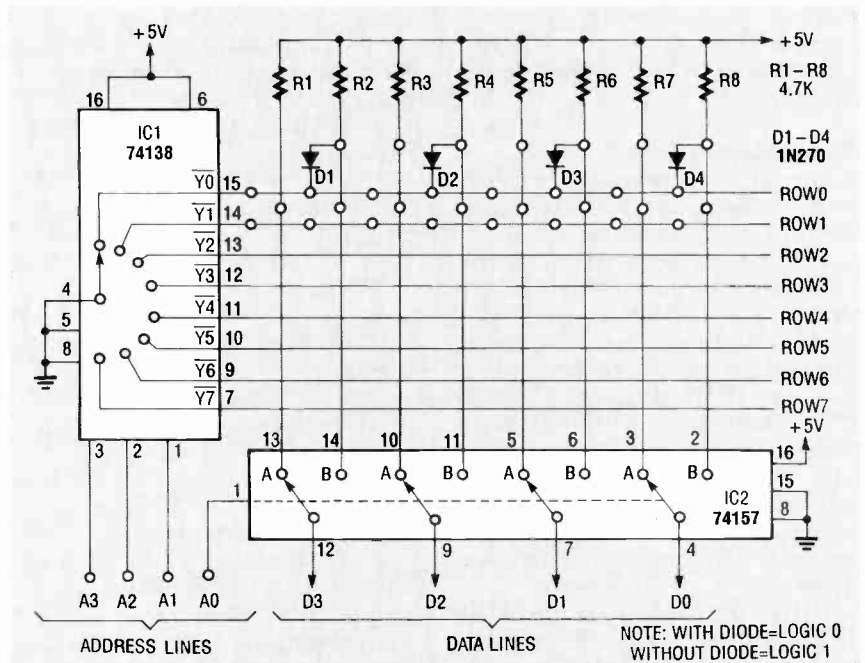 +5V
+5V
R1 R2 R3 R4 R5 R6 R7 R8
R1–R8
4.7K
16 6
IC1
74138
D1–D4
1N270
D1 D2 D3 D4
Y0 15 ROW0
Y1 14 ROW1
Y2 13 ROW2
Y3 12 ROW3
4 Y4 11 ROW4
5 Y5 10 ROW5
8 Y6 9 ROW6
Y7 7 ROW7
3 2 1
+5V
13 14 10 11 5 6 3 2
16
A B A B A B A B
1 IC2 15
74157 8
12 9 7 4
A3 A2 A1 A0 D3 D2 D1 D0
ADDRESS LINES DATA LINES
NOTE: WITH DIODE=LOGIC 0
WITHOUT DIODE=LOGIC 1